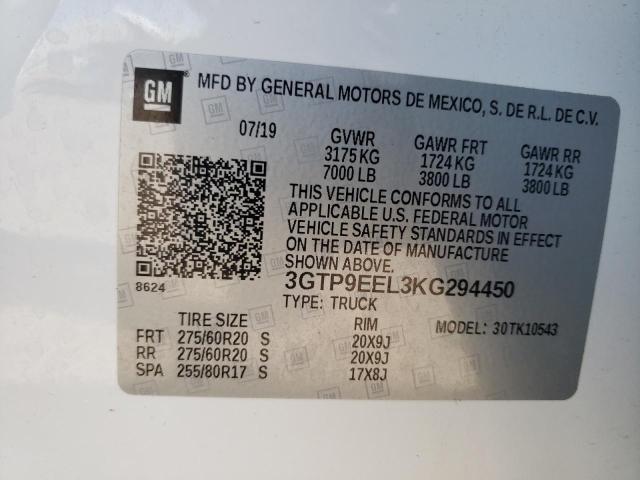 GM
MFD BY GENERAL MOTORS DE MEXICO, S. DE R.L. DE C.V.
07/19
GVWR
3175 KG
7000 LB
GAWR FRT
1724 KG
3800 LB
GAWR RR
1724 KG
3800 LB
THIS VEHICLE CONFORMS TO ALL
APPLICABLE U.S. FEDERAL MOTOR
VEHICLE SAFETY STANDARDS IN EFFECT
ON THE DATE OF MANUFACTURE
SHOWN ABOVE.
8624
3GTP9EEL3KG294450
TYPE: TRUCK
TIRE SIZE RIM MODEL: 30TK10543
FRT 275/60R20 S 20X9J
RR 275/60R20 S 20X9J
SPA 255/80R17 S 17X8J